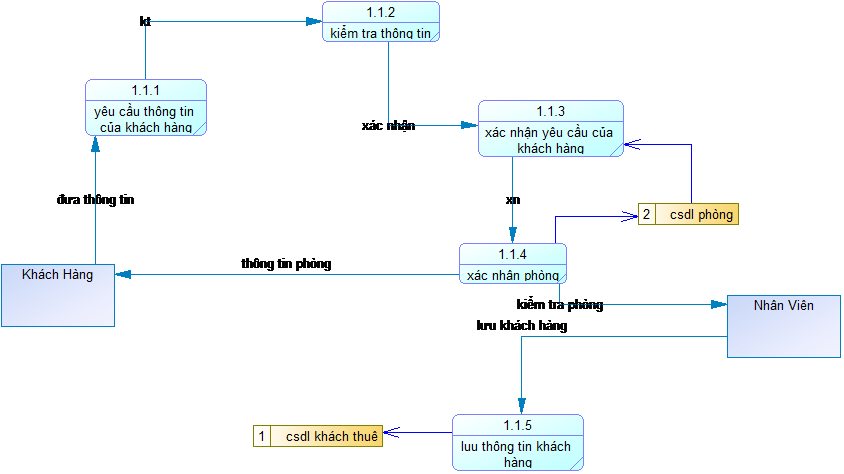 1.1.2
kiểm tra thông tin
kt
1.1.1
yêu cầu thông tin
của khách hàng
xác nhận
1.1.3
xác nhận yêu cầu của
khách hàng
đưa thông tin
xn
2 csdl phòng
1.1.4
xác nhân phòng
thông tin phòng
Khách Hàng
kiểm tra phòng
Nhân Viên
lưu khách hàng
1.1.5
luu thông tin khách
hàng
1 csdl khách thuê